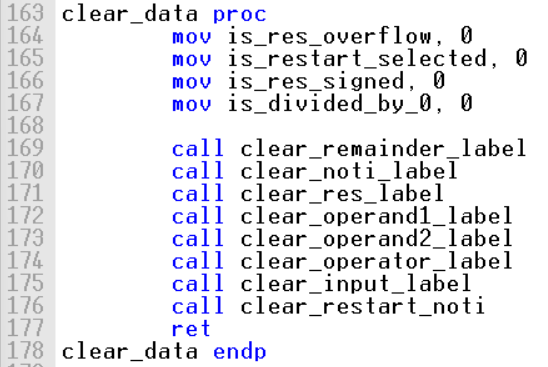 163 clear_data proc
164 mov is_res_overflow, 0
165 mov is_restart_selected, 0
166 mov is_res_signed, 0
167 mov is_divided_by_0, 0
168
169 call clear_remainder_label
170 call clear_noti_label
171 call clear_res_label
172 call clear_operand1_label
173 call clear_operand2_label
174 call clear_operator_label
175 call clear_input_label
176 call clear_restart_noti
177 ret
178 clear_data endp